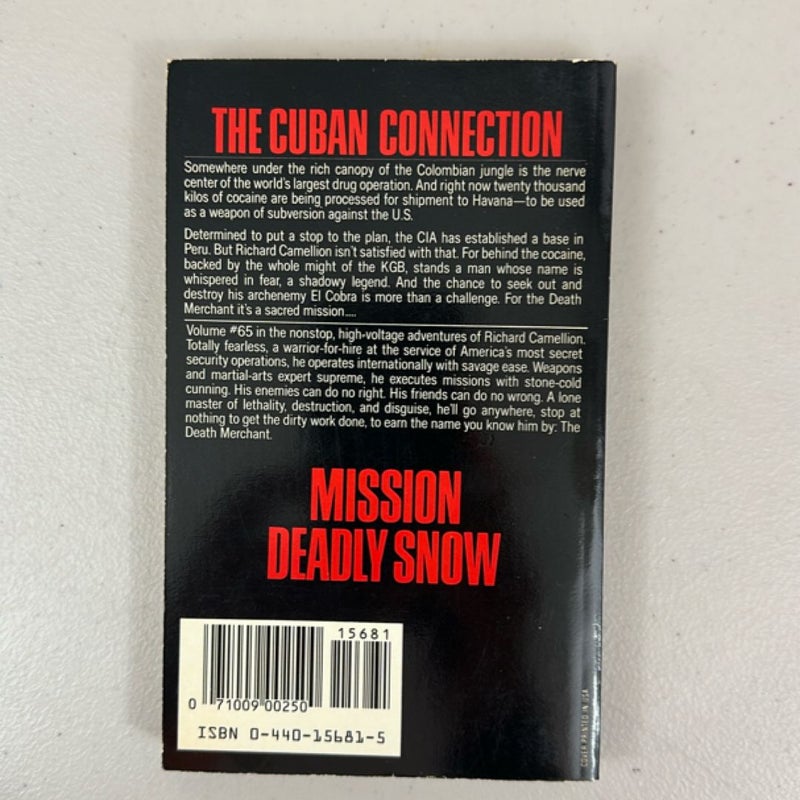 THE CUBAN CONNECTION
Somewhere under the rich canopy of the Colombian jungle is the nerve
center of the world's largest drug operation. And right now twenty thousand
kilos of cocaine are being processed for shipment to Havana—to be used
as a weapon of subversion against the U.S.
Determined to put a stop to the plan, the CIA has established a base in
Peru. But Richard Camellion isn't satisfied with that. For behind the cocaine,
backed by the whole might of the KGB, stands a man whose name is
whispered in fear, a shadowy legend. And the chance to seek out and
destroy his archenemy El Cobra is more than a challenge. For the Death
Merchant it's a sacred mission....
Volume #65 in the nonstop, high-voltage adventures of Richard Camellion.
Totally fearless, a warrior-for-hire at the service of America's most secret
security operations, he operates internationally with savage ease. Weapons
and martial-arts expert supreme, he executes missions with stone-cold
cunning. His enemies can do no right. His friends can do no wrong. A lone
master of lethality, destruction, and disguise, he'll go anywhere, stop at
nothing to get the dirty work done, to earn the name you know him by: The
Death Merchant.
MISSION
DEADLY SNOW
15681
0 71009 00250
ISBN 0-440-15681-5
COVER PRINTED IN USA